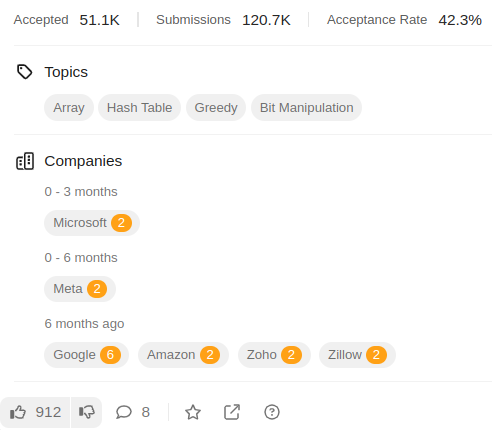 Accepted 51.1K Submissions 120.7K Acceptance Rate 42.3%
Topics
Array Hash Table Greedy Bit Manipulation
Companies
0 - 3 months
Microsoft 2
0 - 6 months
Meta 2
6 months ago
Google 6 Amazon 2 Zoho 2 Zillow 2
912 8